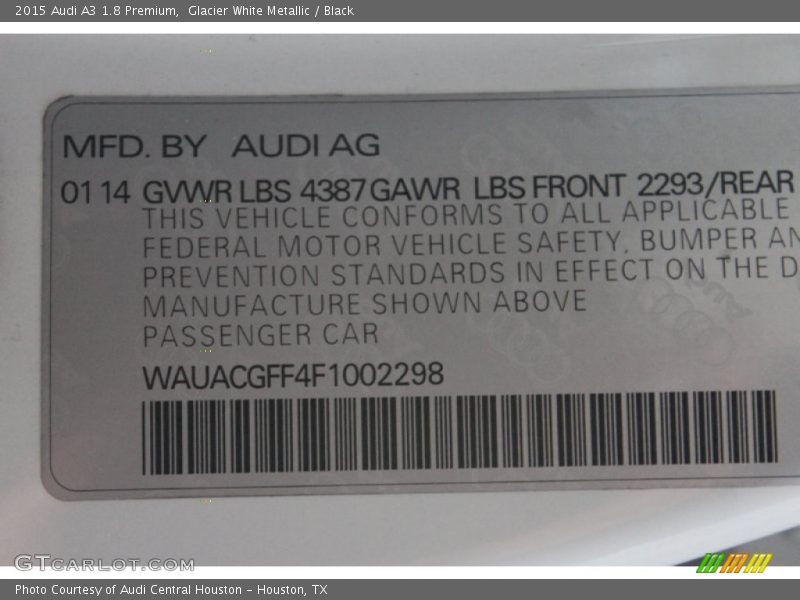 2015 Audi A3 1.8 Premium,  Glacier White Metallic / Black
MFD. BY AUDI AG
01 14 GVWR LBS 4387 GAWR LBS FRONT 2293/REAR
THIS VEHICLE CONFORMS TO ALL APPLICABLE
FEDERAL MOTOR VEHICLE SAFETY, BUMPER AN
PREVENTION STANDARDS IN EFFECT ON THE D
MANUFACTURE SHOWN ABOVE
PASSENGER CAR
WAUACGFF4F1002298
GTCARLOT.COM
Photo Courtesy of Audi Central Houston - Houston, TX